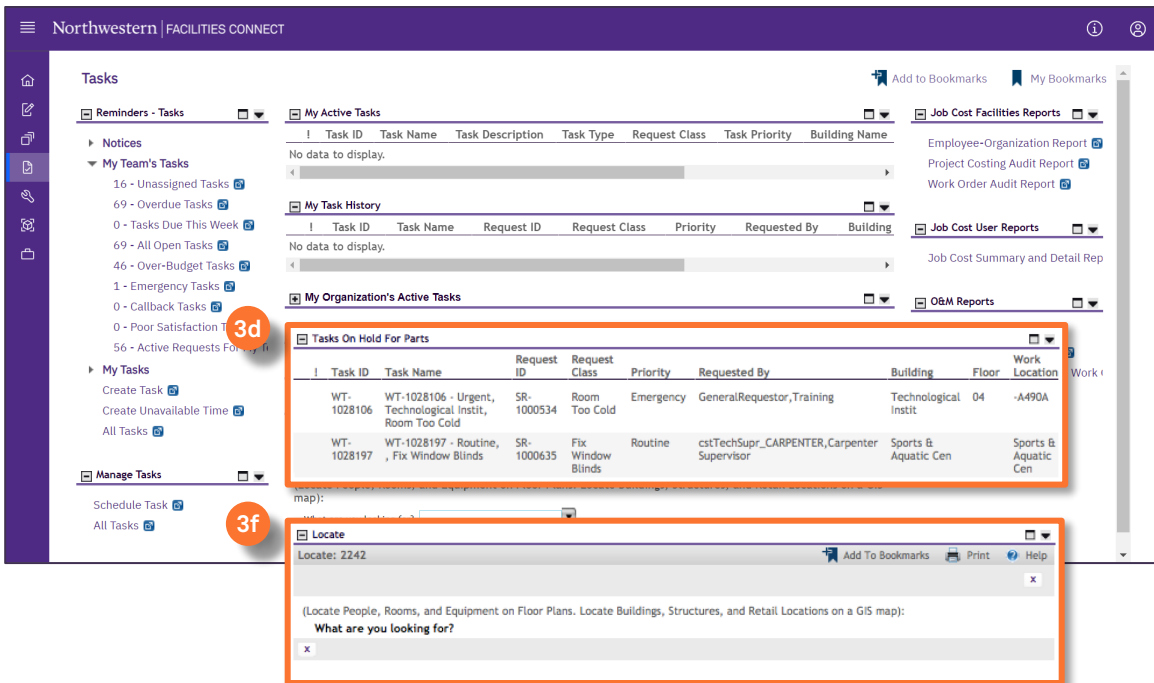 Northwestern | FACILITIES CONNECT
Tasks
Add to Bookmarks
My Bookmarks
Reminders - Tasks
Notices
My Team's Tasks
16 - Unassigned Tasks
69 - Overdue Tasks
0 - Tasks Due This Week
69 - All Open Tasks
46 - Over-Budget Tasks
1 - Emergency Tasks
0 - Callback Tasks
0 - Poor Satisfaction T
56 - Active Requests For My
My Tasks
Create Task
Create Unavailable Time
All Tasks
Manage Tasks
Schedule Task
All Tasks
My Active Tasks
! Task ID Task Name Task Description Task Type Request Class Task Priority Building Name
No data to display.
My Task History
! Task ID Task Name Request ID Request Class Priority Requested By Building
No data to display.
My Organization's Active Tasks
3d
Tasks On Hold For Parts
Request Request Work
! Task ID Task Name ID Class Priority Requested By Building Floor Location
WT- WT-1028106 - Urgent, SR- Room Emergency GeneralRequestor,Training Technological 04 -A490A
1028106 Technological Instit, 1000534 Too Cold Instit
Room Too Cold
WT- WT-1028197 - Routine, SR- Fix Routine cstTechSupr_CARPENTER,Carpenter Sports & Sports &
1028197 , Fix Window Blinds 1000635 Window Supervisor Aquatic Cen Aquatic
Blinds Cen
map):
3f
Locate
Locate: 2242 Add To Bookmarks Print Help
x
(Locate People, Rooms, and Equipment on Floor Plans. Locate Buildings, Structures, and Retail Locations on a GIS map):
What are you looking for?
x
Job Cost Facilities Reports
Employee-Organization Report
Project Costing Audit Report
Work Order Audit Report
Job Cost User Reports
Job Cost Summary and Detail Rep
O&M Reports
Work